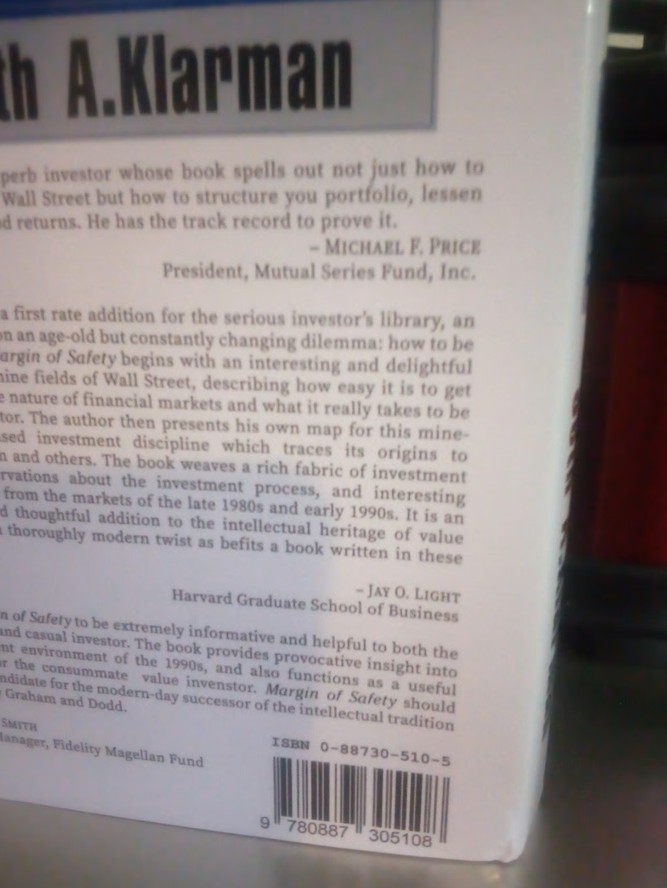 th A.Klarman
perb investor whose book spells out not just how to
Wall Street but how to structure you portfolio, lessen
d returns. He has the track record to prove it.
– MICHAEL F. PRICE
President, Mutual Series Fund, Inc.
a first rate addition for the serious investor's library, an
on an age-old but constantly changing dilemma: how to be
argin of Safety begins with an interesting and delightful
nine fields of Wall Street, describing how easy it is to get
e nature of financial markets and what it really takes to be
tor. The author then presents his own map for this mine-
sed investment discipline which traces its origins to
n and others. The book weaves a rich fabric of investment
rvations about the investment process, and interesting
from the markets of the late 1980s and early 1990s. It is an
d thoughtful addition to the intellectual heritage of value
thoroughly modern twist as befits a book written in these
– JAY O. LIGHT
Harvard Graduate School of Business
n of Safety to be extremely informative and helpful to both the
and casual investor. The book provides provocative insight into
nt environment of the 1990s, and also functions as a useful
r the consummate value invenstor. Margin of Safety should
ndidate for the modern-day successor of the intellectual tradition
Graham and Dodd.
SMITH
Manager, Fidelity Magellan Fund
ISBN 0-88730-510-5
9 780887 305108